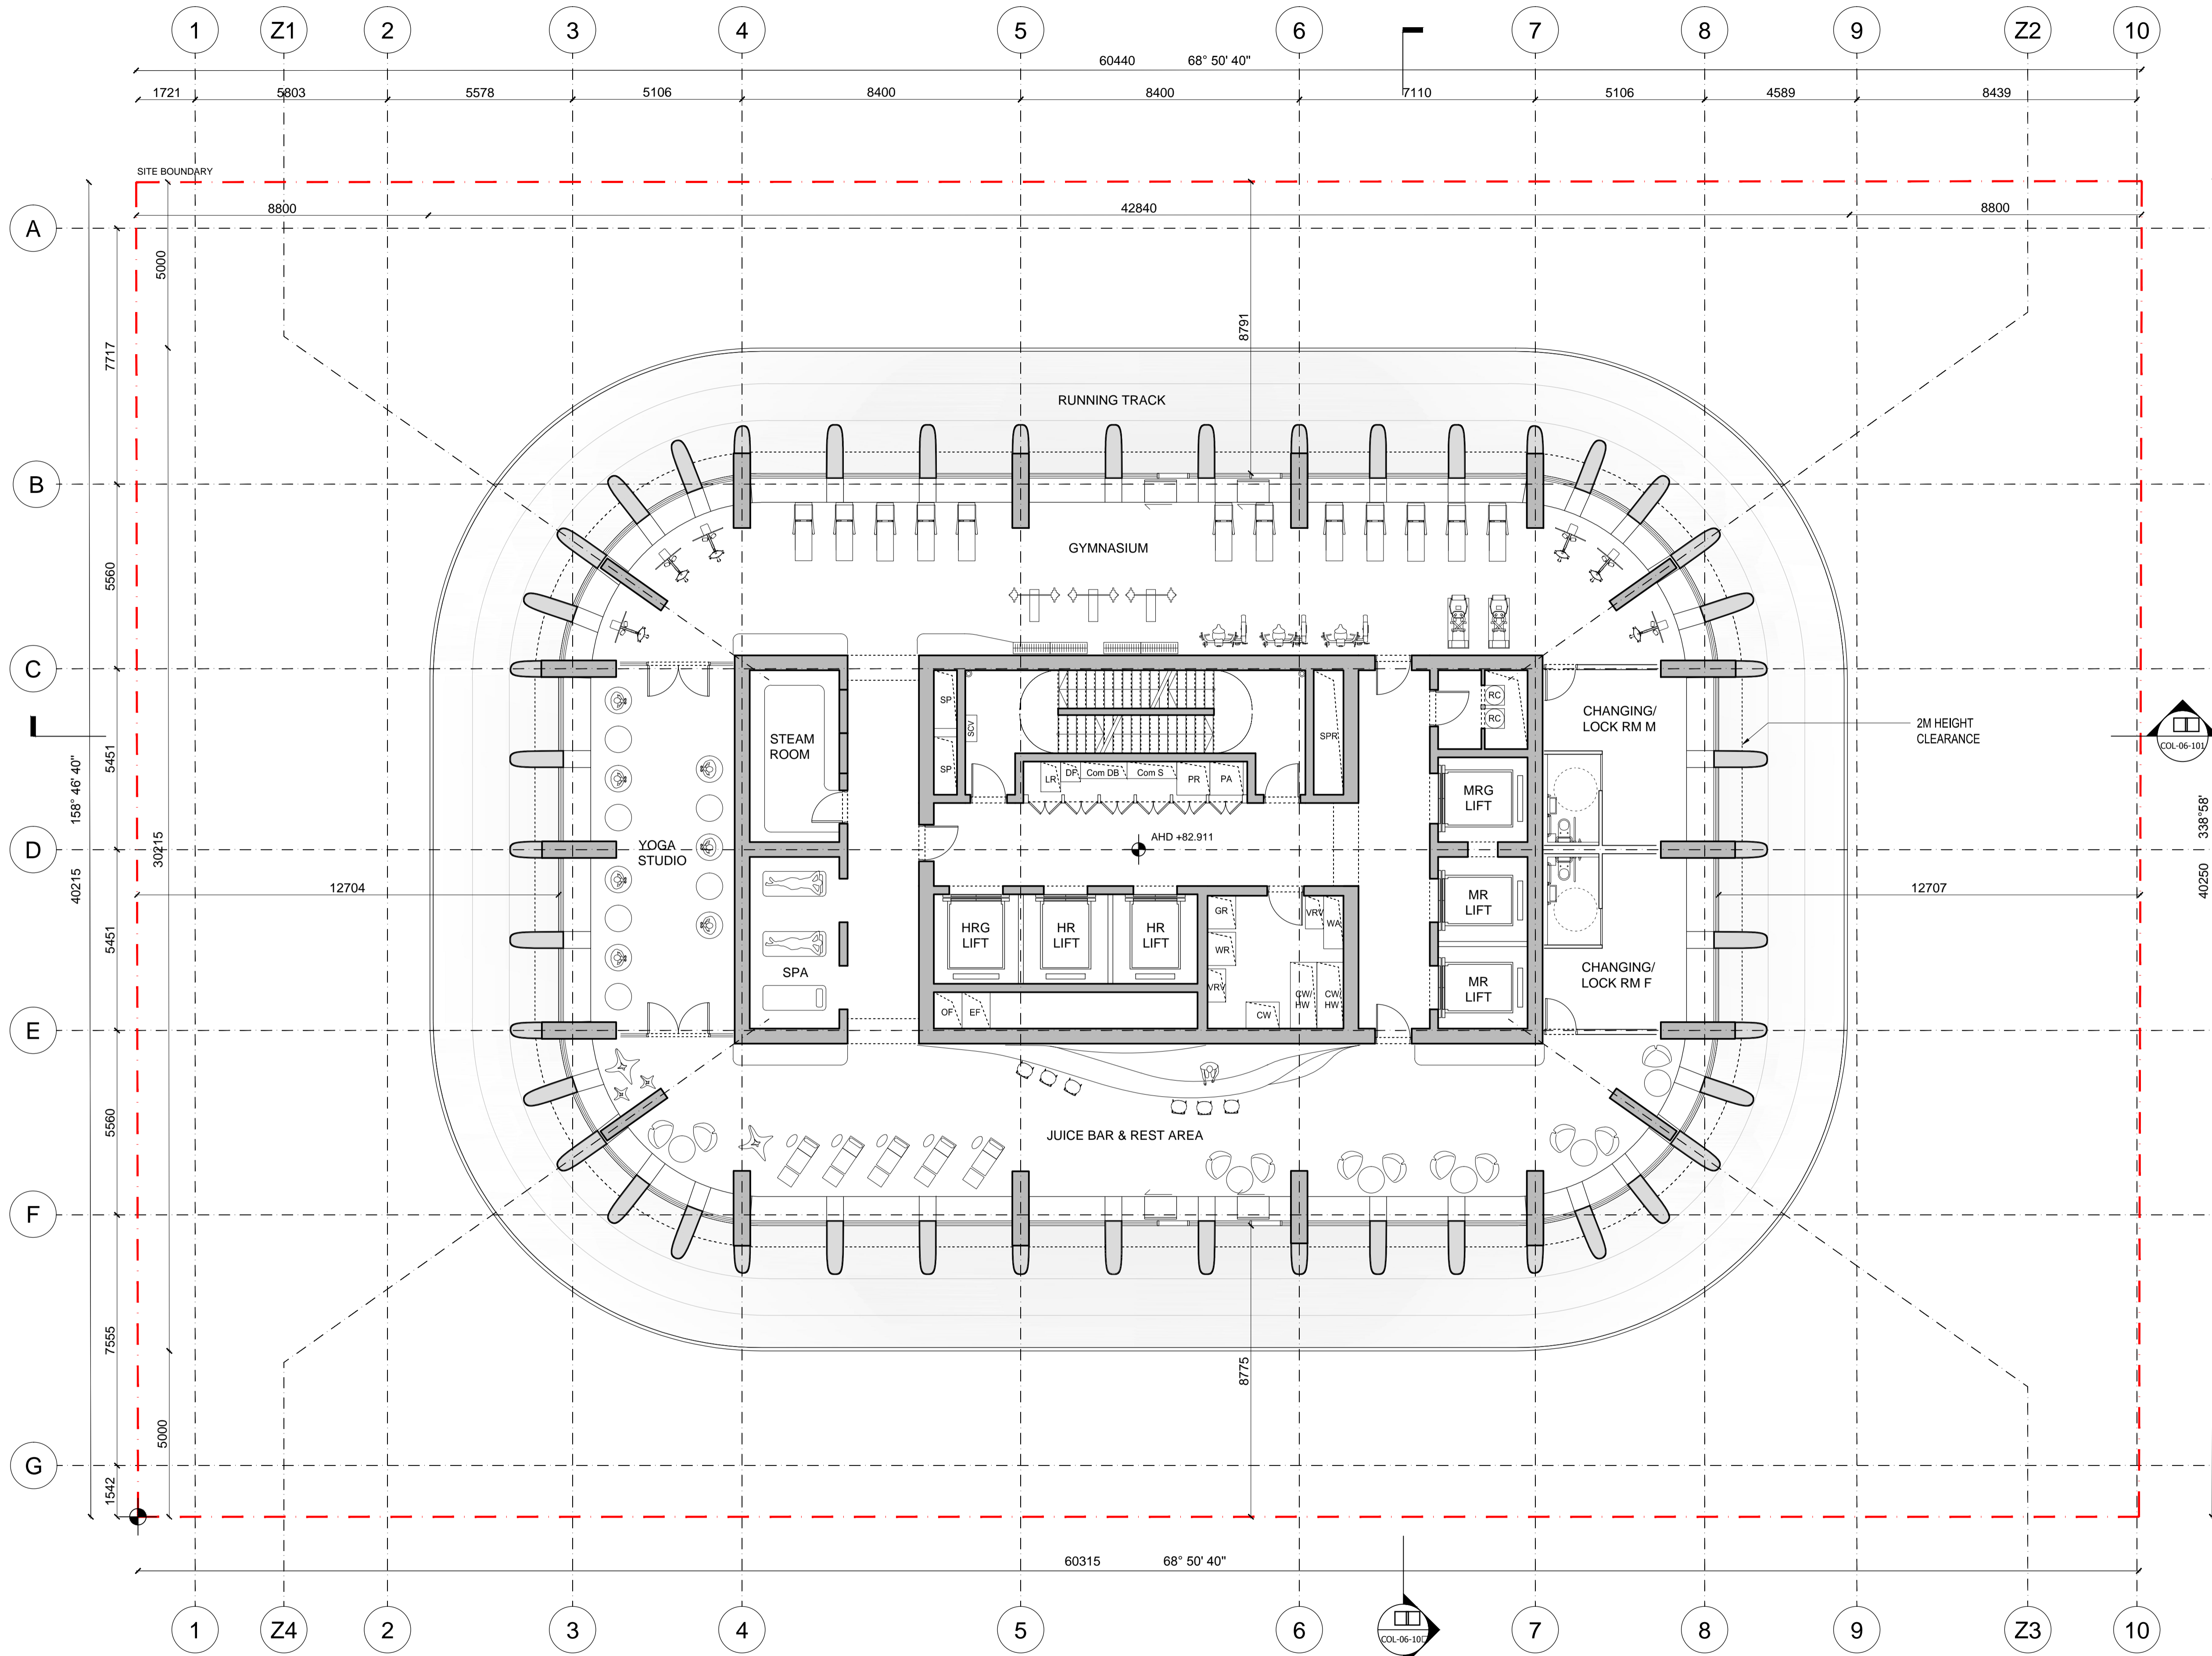 1 Z1 2 3 4 5 6 7 8 9 Z2 10
60440 68° 50' 40"
1721 5803 5578 5106 8400 8400 7110 5106 4589 8439
SITE BOUNDARY
8800 42840 8800
A
5000
8791
7717
RUNNING TRACK
B
GYMNASIUM
5560
C
SP
SP
SCV
SPR
RC
RC
CHANGING/
LOCK RM M
2M HEIGHT
CLEARANCE
COL-06-101
STEAM
ROOM
5451
158° 46' 40"
LR DF Com DB Com S PR PA
MRG
LIFT
AHD +82.911
D
YOGA
STUDIO
30215
40215
338°58'
40250
12704
12707
MR
LIFT
HRG
LIFT
HR
LIFT
HR
LIFT
GR
WR
VRV
VRV
WA
5451
SPA
CHANGING/
LOCK RM F
MR
LIFT
OF EF
CW
CW/
HW
CW/
HW
E
5560
JUICE BAR & REST AREA
F
7555
8775
5000
G
1542
60315 68° 50' 40"
1 Z4 2 3 4 5 6 7 8 9 Z3 10
COL-06-10